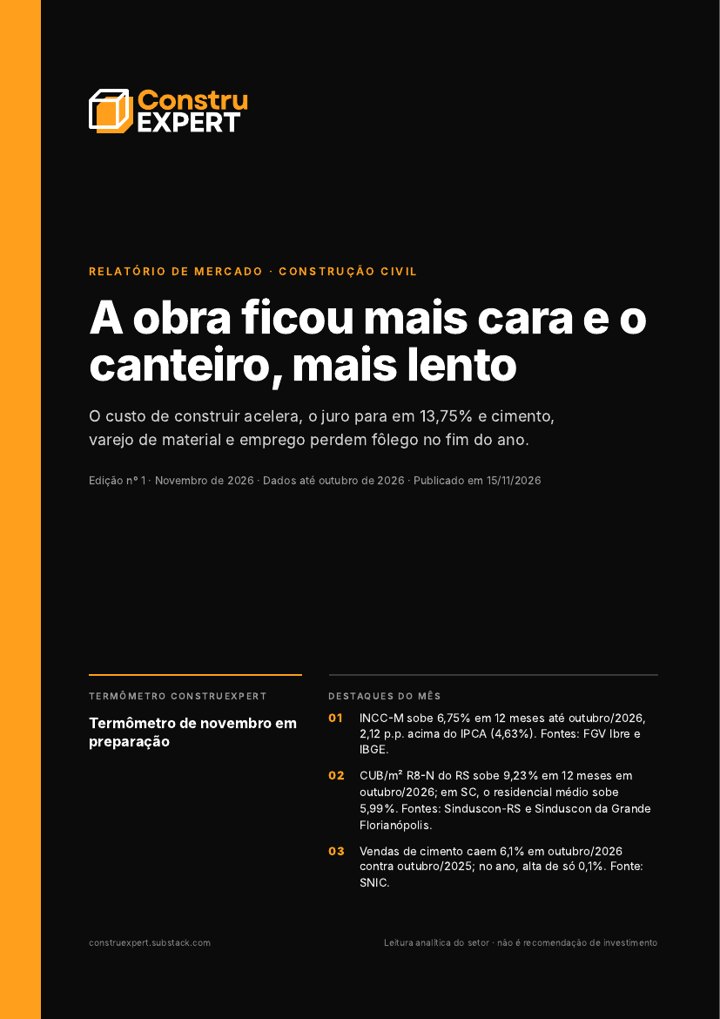 Constru
EXPERT
RELATÓRIO DE MERCADO · CONSTRUÇÃO CIVIL
A obra ficou mais cara e o
canteiro, mais lento
O custo de construir acelera, o juro para em 13,75% e cimento,
varejo de material e emprego perdem fôlego no fim do ano.
Edição nº 1 · Novembro de 2026 · Dados até outubro de 2026 · Publicado em 15/11/2026
TERMÔMETRO CONSTRUEXPERT
Termômetro de novembro em
preparação
DESTAQUES DO MÊS
01 INCC-M sobe 6,75% em 12 meses até outubro/2026,
2,12 p.p. acima do IPCA (4,63%). Fontes: FGV Ibre e
IBGE.
02 CUB/m² R8-N do RS sobe 9,23% em 12 meses em
outubro/2026; em SC, o residencial médio sobe
5,99%. Fontes: Sinduscon-RS e Sinduscon da Grande
Florianópolis.
03 Vendas de cimento caem 6,1% em outubro/2026
contra outubro/2025; no ano, alta de só 0,1%. Fonte:
SNIC.
construexpert.substack.com
Leitura analítica do setor · não é recomendação de investimento